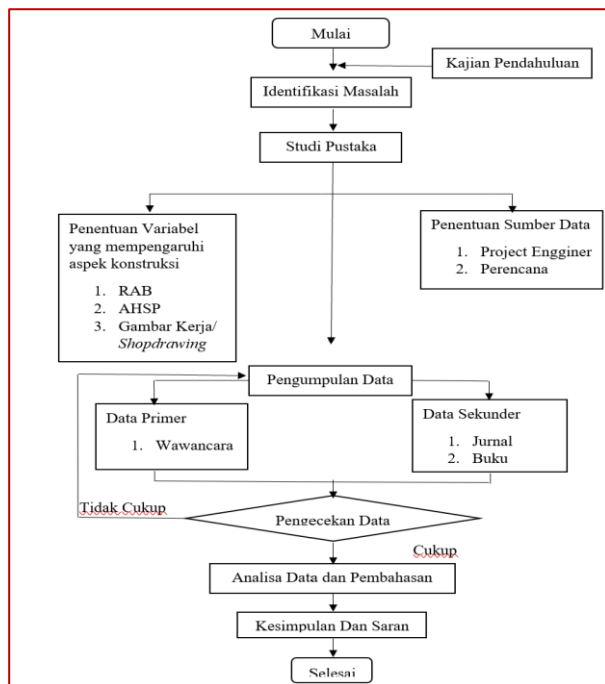 Mulai
Kajian Pendahuluan
Identifikasi Masalah
Studi Pustaka
Penentuan Variabel
yang mempengaruhi
aspek konstruksi
1. RAB
2. AHSP
3. Gambar Kerja/
Shopdrawing
Penentuan Sumber Data
1. Project Engginer
2. Perencana
Pengumpulan Data
Data Primer
1. Wawancara
Data Sekunder
1. Jurnal
2. Buku
Tidak Cukup
Pengecekan Data
Cukup
Analisa Data dan Pembahasan
Kesimpulan Dan Saran
Selesai